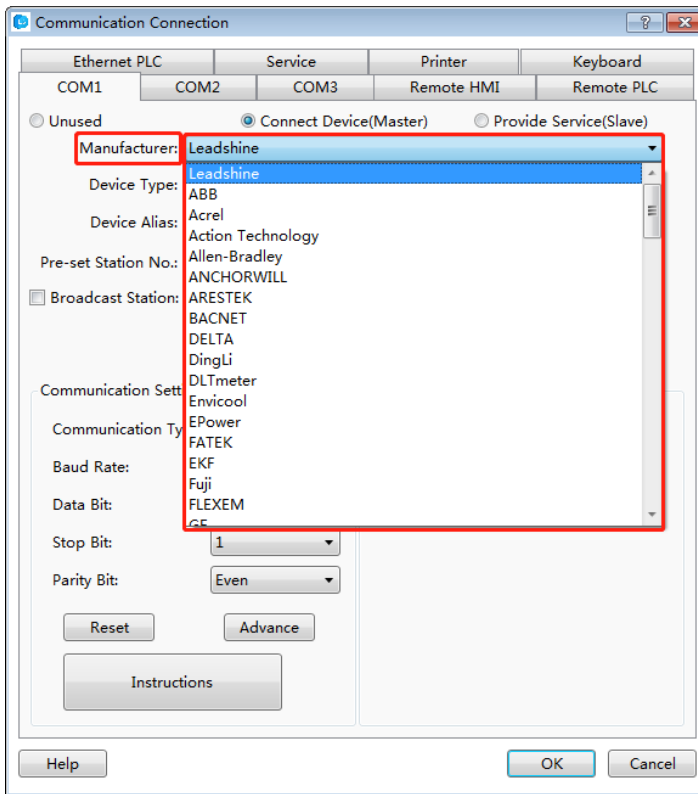 Communication Connection
Ethernet PLC Service Printer Keyboard
COM1 COM2 COM3 Remote HMI Remote PLC
Unused Connect Device(Master) Provide Service(Slave)
Manufacturer: Leadshine
Leadshine
Device Type:
ABB
Acrel
Device Alias:
Action Technology
Allen-Bradley
Pre-set Station No.:
ANCHORWILL
Broadcast Station: ARESTEK
BACNET
DELTA
DingLi
DLTmeter
Communication Sett
Envicool
EPower
Communication Ty
FATEK
EKF
Baud Rate:
Fuji
Data Bit: FLEXEM
Stop Bit: 1
Parity Bit: Even
Reset Advance
Instructions
Help OK Cancel